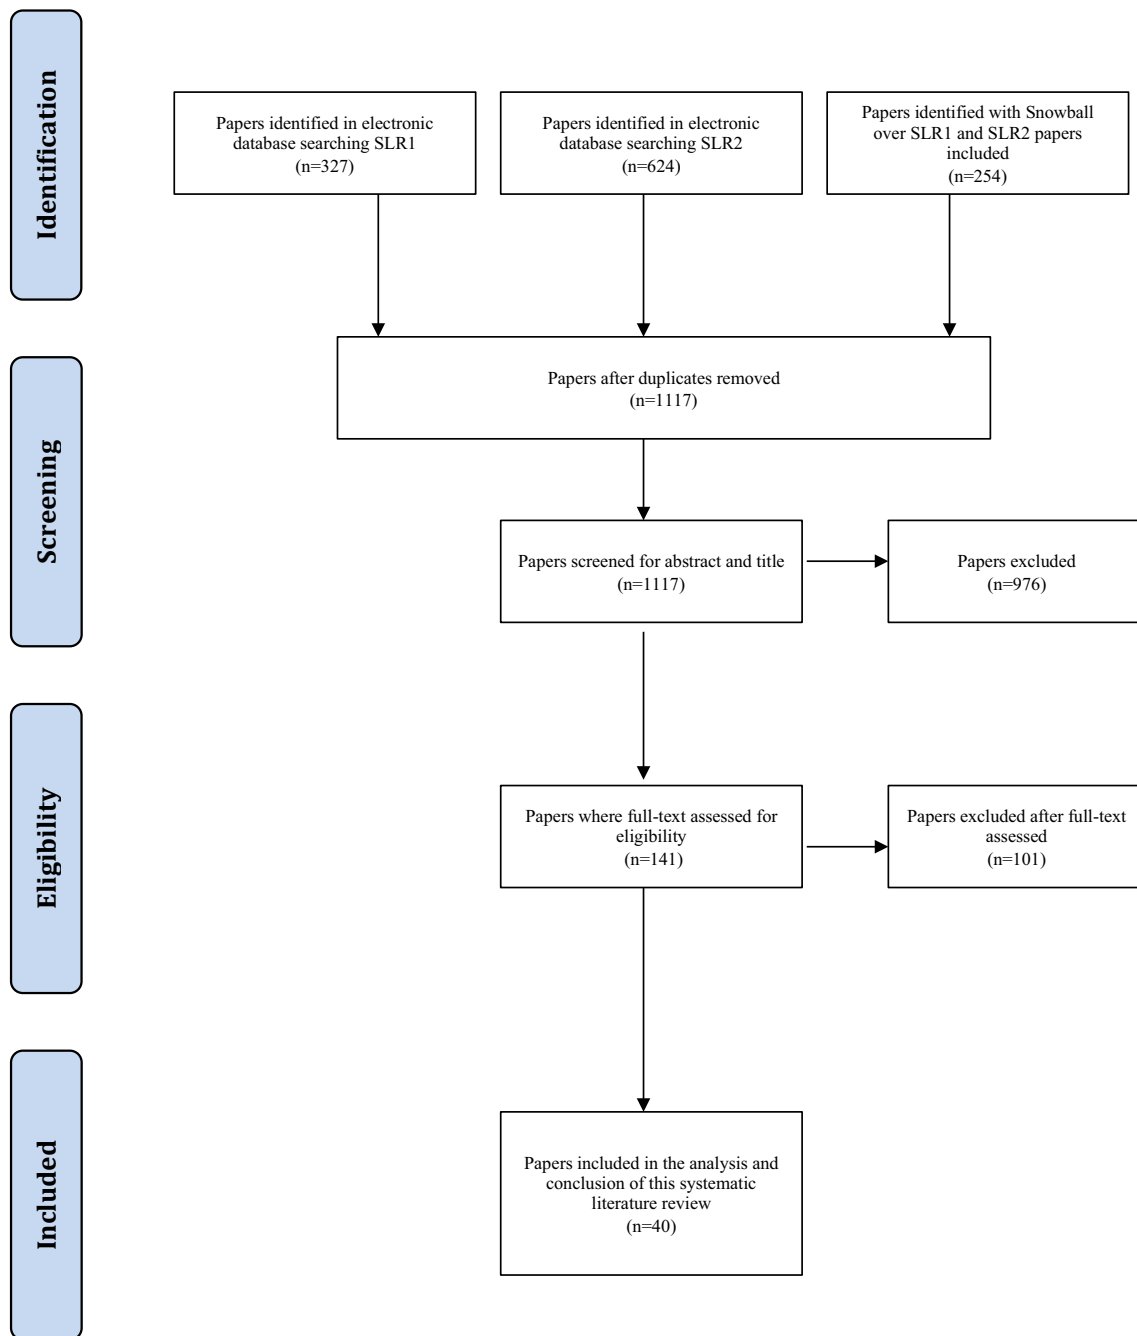 Identification
Papers identified in electronic
database searching SLR1
(n=327)
Papers identified in electronic
database searching SLR2
(n=624)
Papers identified with Snowball
over SLR1 and SLR2 papers
included
(n=254)
Screening
Papers after duplicates removed
(n=1117)
Papers screened for abstract and title
(n=1117)
Papers excluded
(n=976)
Eligibility
Papers where full-text assessed for
eligibility
(n=141)
Papers excluded after full-text
assessed
(n=101)
Included
Papers included in the analysis and
conclusion of this systematic
literature review
(n=40)